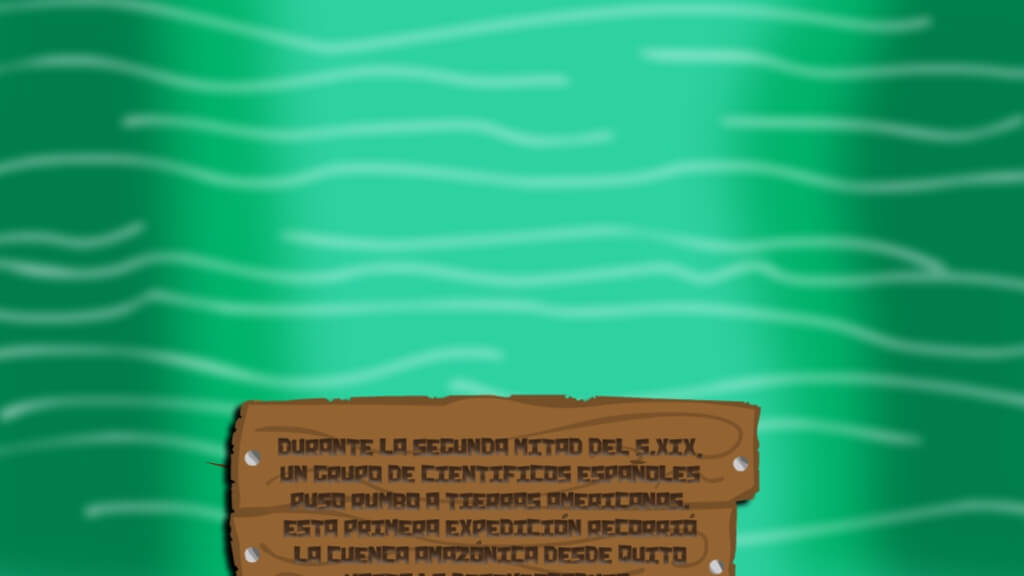 DURANTE LA SEGUNDA MITAD DEL S.XIX,
UN GRUPO DE CIENTIFICOS ESPAÑOLES
PUSO RUMBO A TIERRAS AMERICANAS.
ESTA PRIMERA EXPEDICIÓN RECORRIÓ
LA CUENCA AMAZÓNICA DESDE QUITO